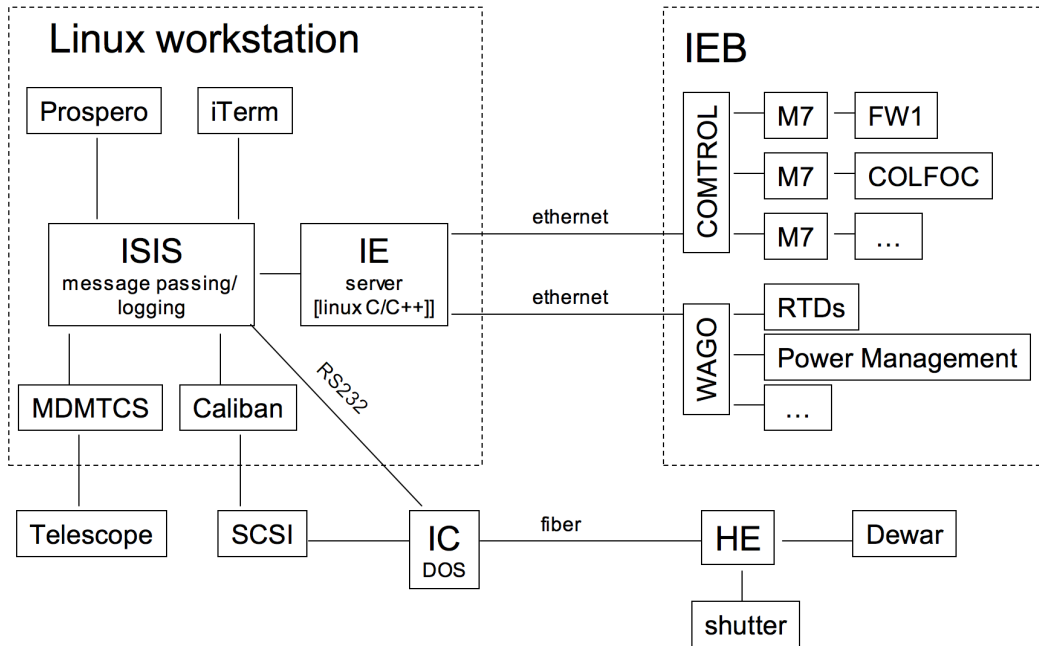 Linux workstation
IEB
Prospero
iTerm
COMTROL
M7
FW1
M7
COLFOC
M7
...
ISIS
message passing/
logging
IE
server
[linux C/C++]]
ethernet
ethernet
WAGO
RTDs
Power Management
...
RS232
MDMTCS
Caliban
Telescope
SCSI
IC
DOS
fiber
HE
Dewar
shutter